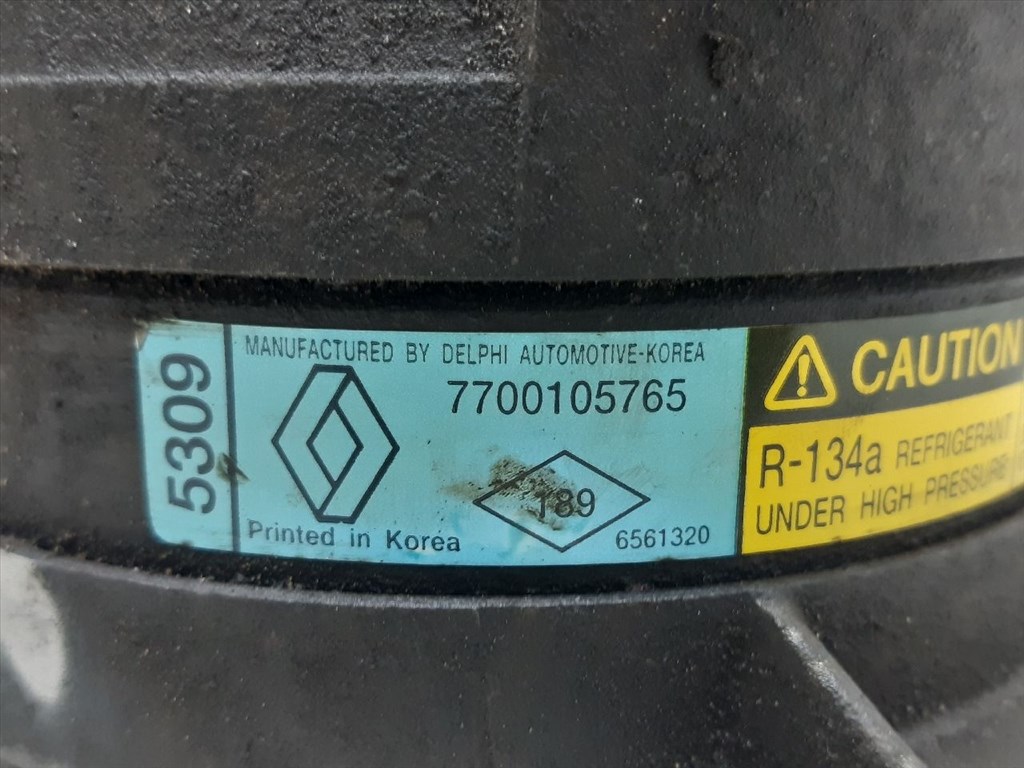 5309
MANUFACTURED BY DELPHI AUTOMOTIVE-KOREA
7700105765
189
Printed in Korea
6561320
CAUTION
R-134a REFRIGERANT
UNDER HIGH PRESSURE